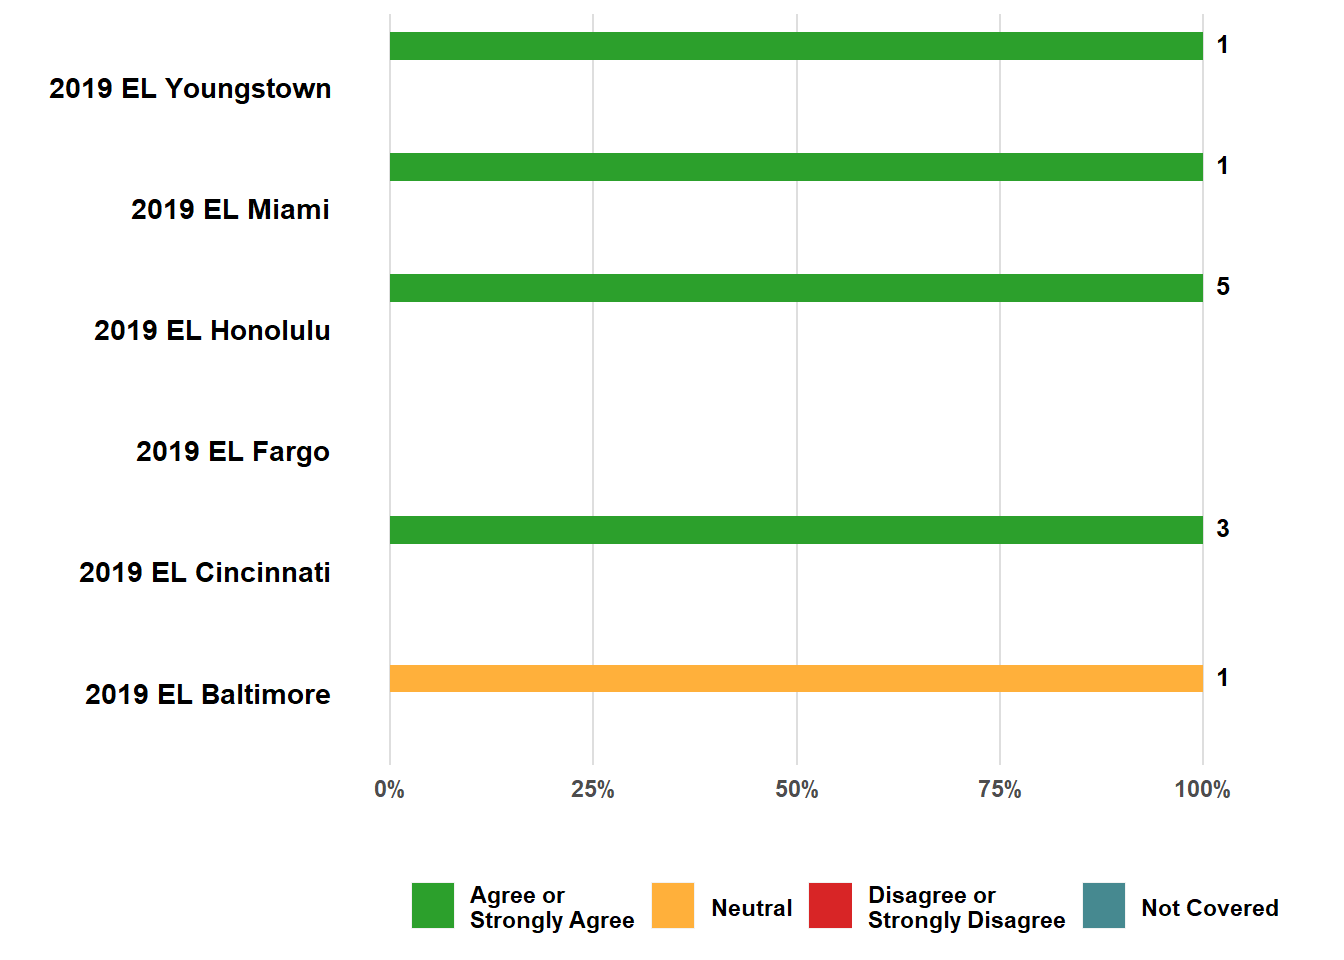 2019 EL Youngstown
1
2019 EL Miami
1
2019 EL Honolulu
5
2019 EL Fargo
2019 EL Cincinnati
3
2019 EL Baltimore
1
0% 25% 50% 75% 100%
Agree or
Strongly Agree
Neutral
Disagree or
Strongly Disagree
Not Covered